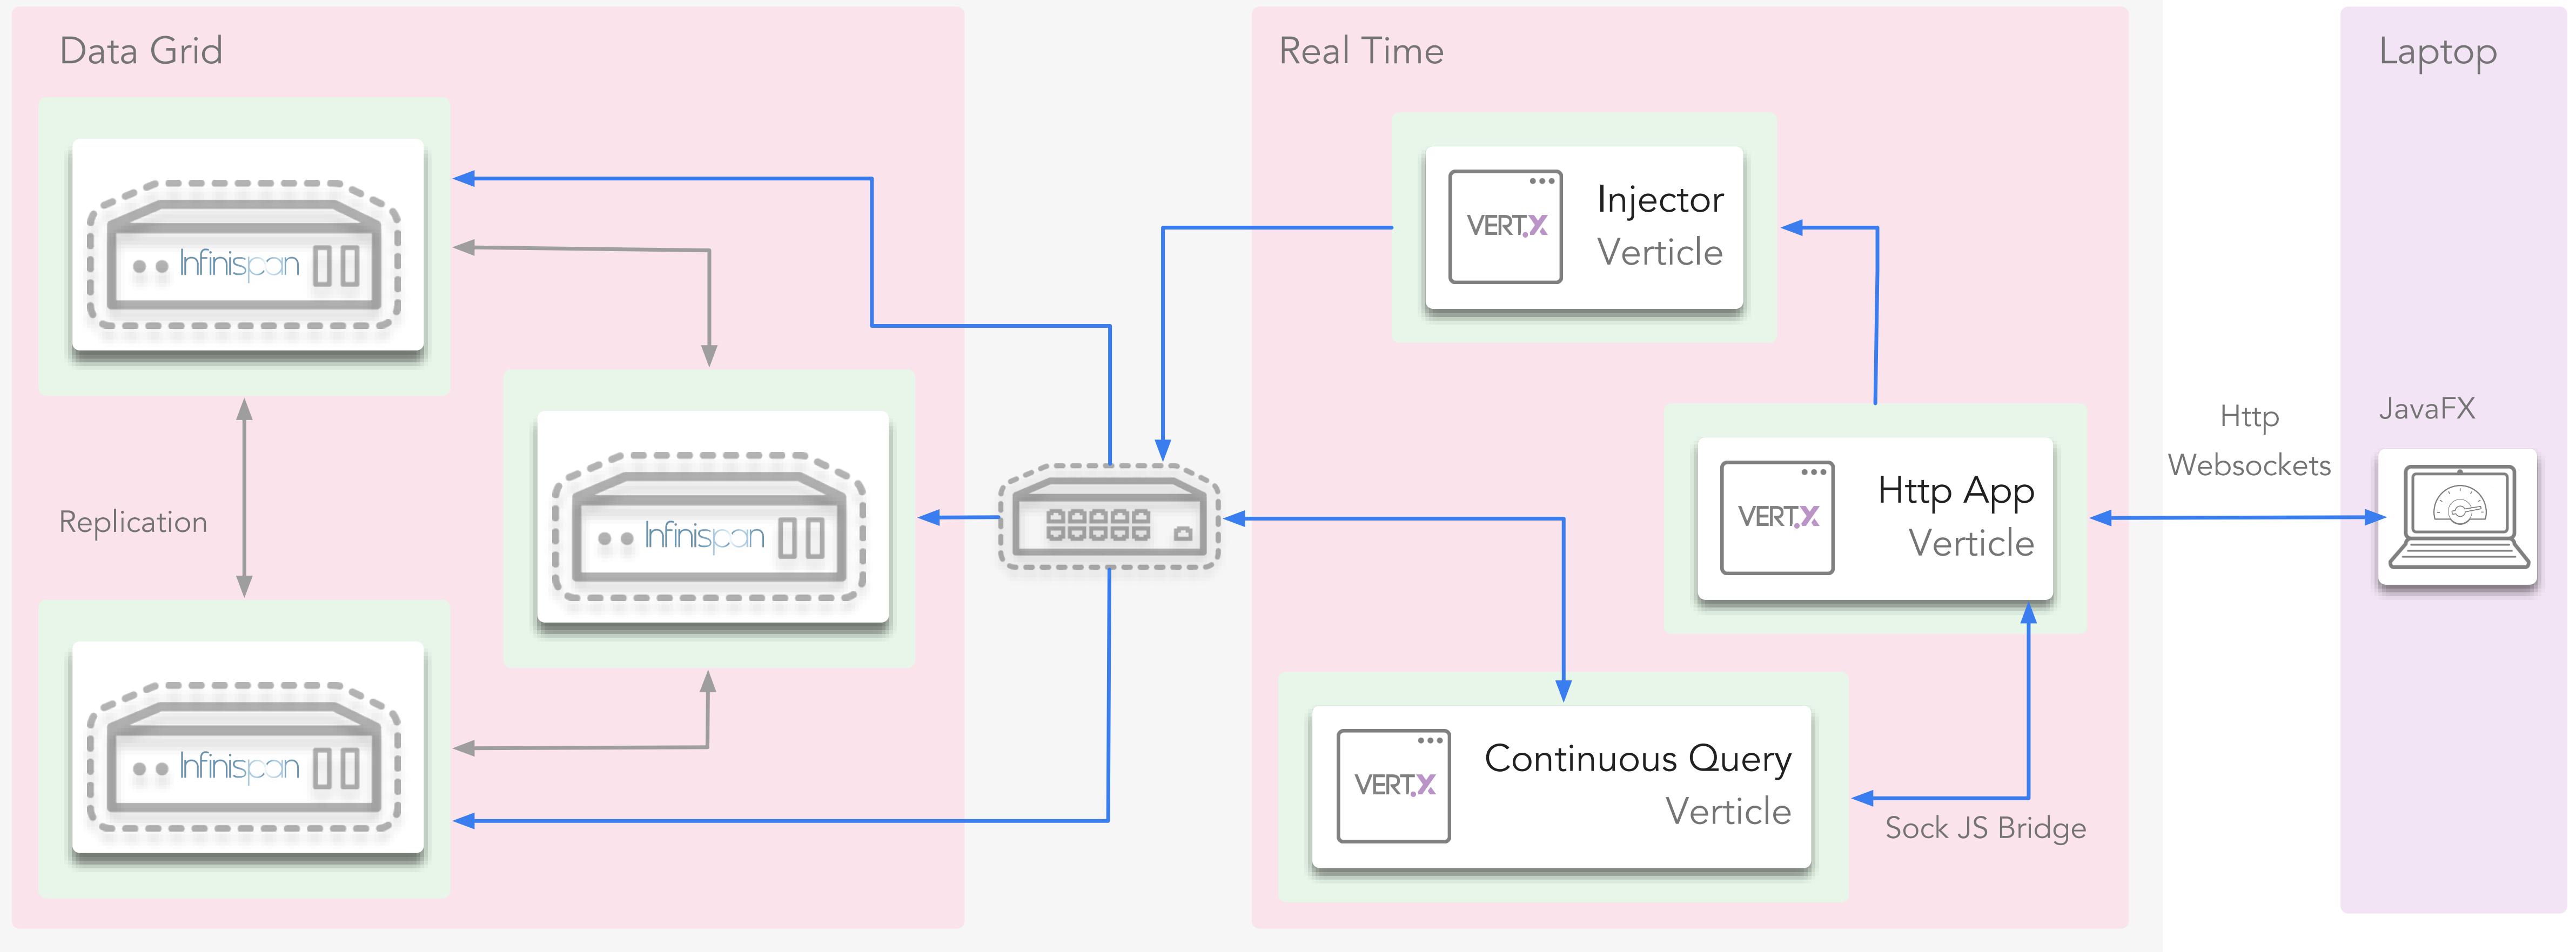 Data Grid
Infinispan
Replication
Infinispan
Infinispan
Real Time
VERT.X
Injector
Verticle
VERT.X
Http App
Verticle
VERT.X
Continuous Query
Verticle
Sock JS Bridge
Http
Websockets
Laptop
JavaFX